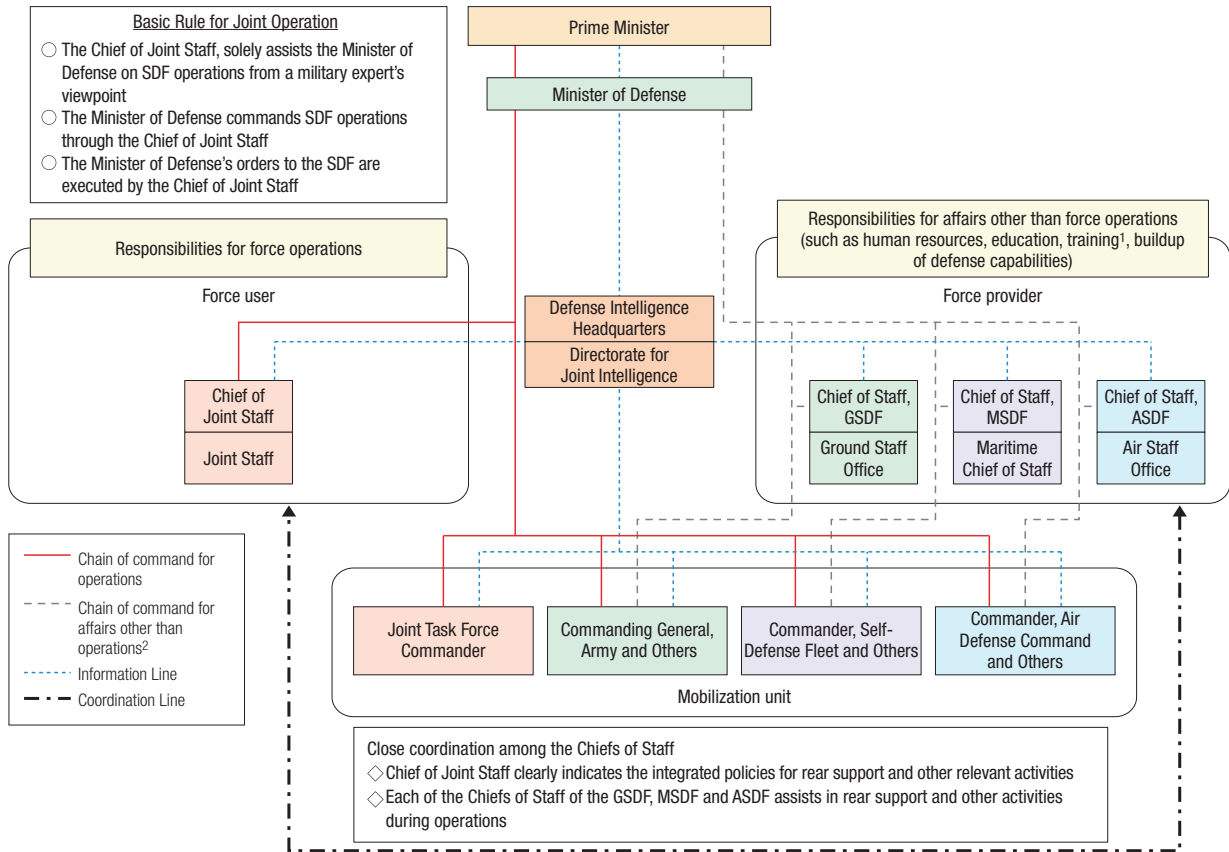 Basic Rule for Joint Operation
○ The Chief of Joint Staff, solely assists the Minister of
Defense on SDF operations from a military expert's
viewpoint
○ The Minister of Defense commands SDF operations
through the Chief of Joint Staff
○ The Minister of Defense's orders to the SDF are
executed by the Chief of Joint Staff
Prime Minister
Minister of Defense
Responsibilities for force operations
Force user
Chief of
Joint Staff
Joint Staff
Defense Intelligence
Headquarters
Directorate for
Joint Intelligence
Responsibilities for affairs other than force operations
(such as human resources, education, training¹, buildup
of defense capabilities)
Force provider
Chief of Staff,
GSDF
Ground Staff
Office
Chief of Staff,
MSDF
Maritime
Chief of Staff
Chief of Staff,
ASDF
Air Staff
Office
Chain of command for
operations
Chain of command for
affairs other than
operations²
Information Line
Coordination Line
Joint Task Force
Commander
Commanding General,
Army and Others
Commander, Self-
Defense Fleet and Others
Commander, Air
Defense Command
and Others
Mobilization unit
Close coordination among the Chiefs of Staff
◇ Chief of Joint Staff clearly indicates the integrated policies for rear support and other relevant activities
◇ Each of the Chiefs of Staff of the GSDF, MSDF and ASDF assists in rear support and other activities
during operations